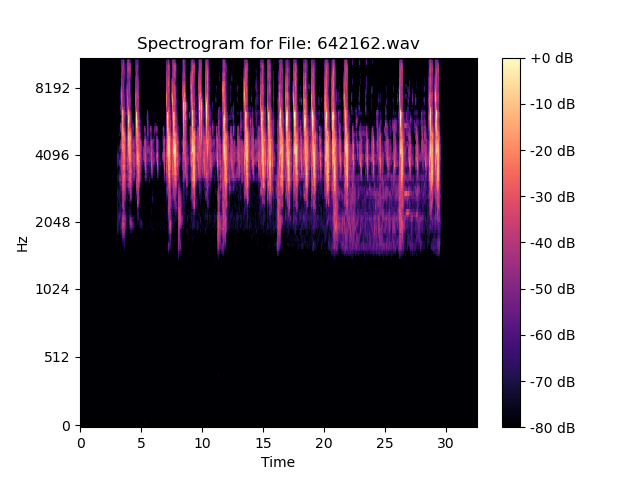 Spectrogram for File: 642162.wav
+0 dB
8192
-10 dB
4096
-20 dB
-30 dB
2048
Hz
-40 dB
1024
-50 dB
512
-60 dB
-70 dB
0
-80 dB
0 5 10 15 20 25 30
Time